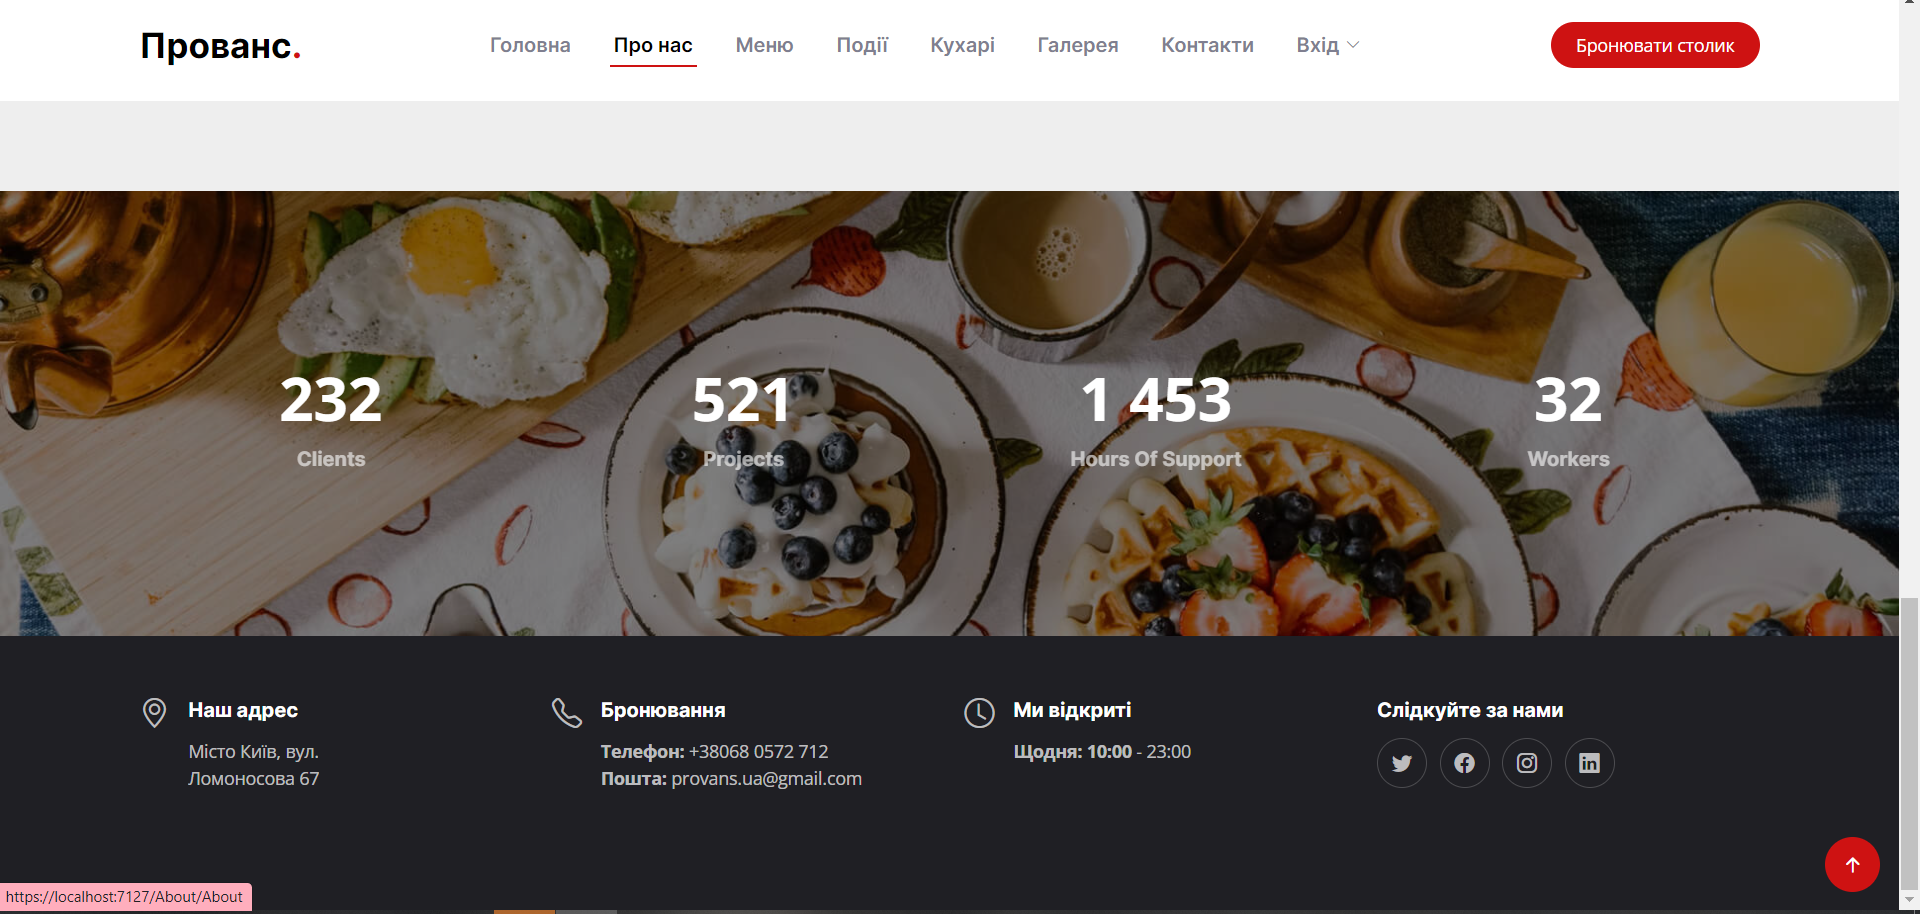 Прованс.
Головна Про нас Меню Події Кухарі Галерея Контакти Вхід
Бронювати столик
232 521 1 453 32
Clients Projects Hours Of Support Workers
Наш адрес
Місто Київ, вул.
Ломоносова 67
Бронювання
Телефон: +38068 0572 712
Пошта: provans.ua@gmail.com
Ми відкриті
Щодня: 10:00 - 23:00
Слідкуйте за нами
https://localhost:7127/About/About